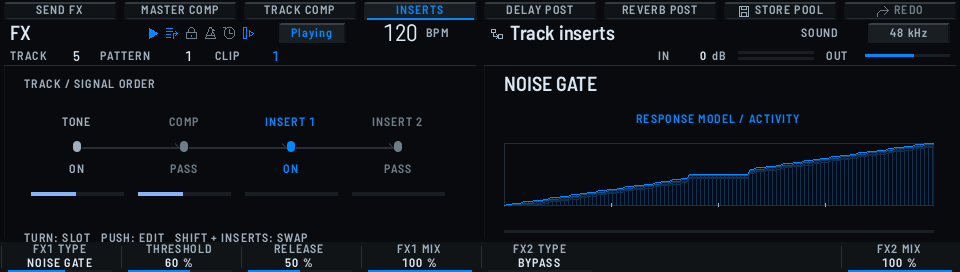 SEND FX MASTER COMP TRACK COMP INSERTS DELAY POST REVERB POST STORE POOL REDO
FX Playing 120 BPM Track inserts SOUND 48 kHz
TRACK 5 PATTERN 1 CLIP 1 IN 0 dB OUT
TRACK / SIGNAL ORDER
NOISE GATE
RESPONSE MODEL / ACTIVITY
TONE COMP INSERT 1 INSERT 2
ON PASS ON PASS
TURN: SLOT PUSH: EDIT SHIFT + INSERTS: SWAP
FX1 TYPE THRESHOLD RELEASE FX1 MIX FX2 TYPE FX2 MIX
NOISE GATE 60 % 50 % 100 % BYPASS 100 %